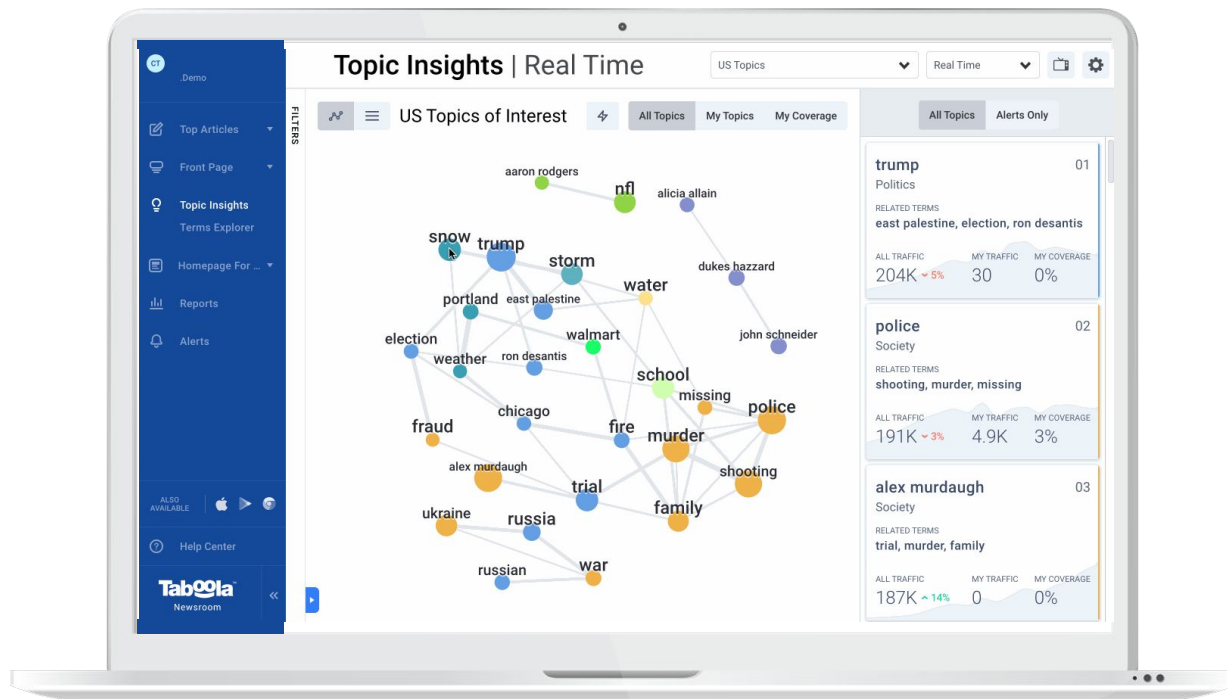 CT
.Demo
Top Articles
Front Page
Topic Insights
Terms Explorer
Homepage For ...
Reports
Alerts
ALSO
AVAILABLE
Help Center
Taboola
Newsroom
FILTERS
Topic Insights | Real Time
US Topics
Real Time
US Topics of Interest
All Topics
My Topics
My Coverage
aaron rodgers
nfl
alicia allain
snow
trump
storm
dukes hazzard
water
portland
east palestine
election
walmart
john schneider
weather
ron desantis
school
missing
chicago
police
fraud
fire
murder
alex murdaugh
shooting
trial
family
ukraine
russia
russian
war
All Topics
Alerts Only
trump 01
Politics
RELATED TERMS
east palestine, election, ron desantis
ALL TRAFFIC MY TRAFFIC MY COVERAGE
204K 5% 30 0%
police 02
Society
RELATED TERMS
shooting, murder, missing
ALL TRAFFIC MY TRAFFIC MY COVERAGE
191K 3% 4.9K 3%
alex murdaugh 03
Society
RELATED TERMS
trial, murder, family
ALL TRAFFIC MY TRAFFIC MY COVERAGE
187K 14% 0 0%